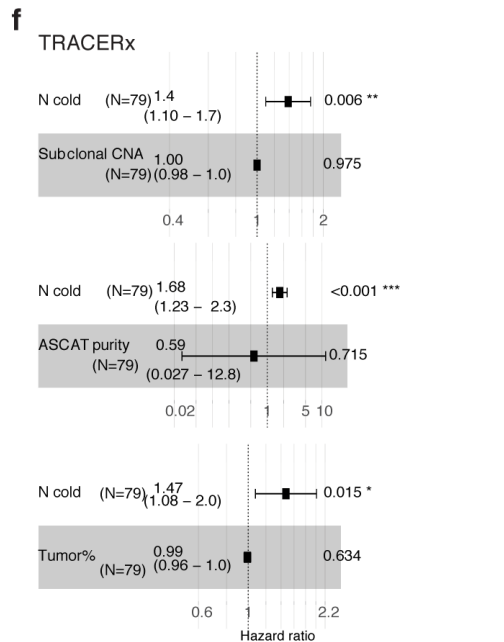 f
TRACERx
N cold (N=79) 1.4 0.006 **
(1.10 – 1.7)
Subclonal CNA 1.00 0.975
(N=79) (0.98 – 1.0)
0.4 1 2
N cold (N=79) 1.68 <0.001 ***
(1.23 – 2.3)
ASCAT purity 0.59 0.715
(N=79)
(0.027 – 12.8)
0.02 1 5 10
N cold (N=79) 1.47 0.015 *
(1.08 – 2.0)
Tumor% 0.99 0.634
(N=79) (0.96 – 1.0)
0.6 1 2.2
Hazard ratio